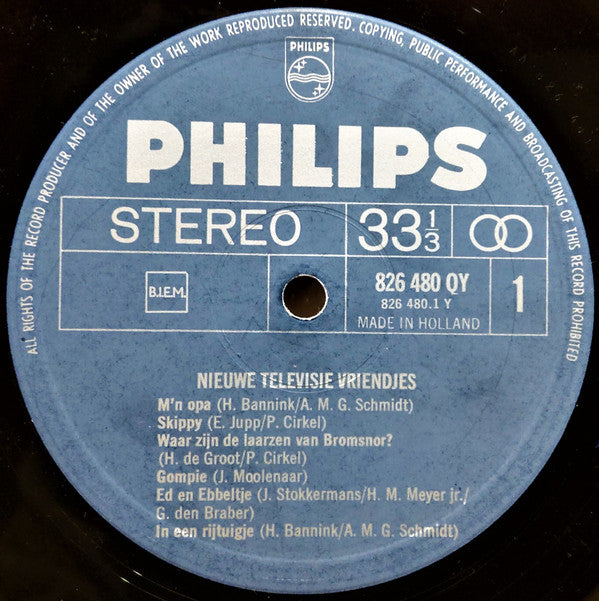 ALL RIGHTS OF THE RECORD PRODUCER AND OF THE OWNER OF THE WORK REPRODUCED RESERVED. COPYING, PUBLIC PERFORMANCE AND BROADCASTING OF THIS RECORD PROHIBITED
PHILIPS
PHILIPS
STEREO 33 1/3
B.I.E.M. 826 480 QY 1
826 480.1 Y
MADE IN HOLLAND
NIEUWE TELEVISIE VRIENDJES
M'n opa (H. Bannink/A. M. G. Schmidt)
Skippy (E. Jupp/P. Cirkel)
Waar zijn de laarzen van Bromsnor?
(H. de Groot/P. Cirkel)
Gompie (J. Moolenaar)
Ed en Ebbeltje (J. Stokkermans/H. M. Meyer jr./
G. den Braber)
In een rijtuigje (H. Bannink/A. M. G. Schmidt)